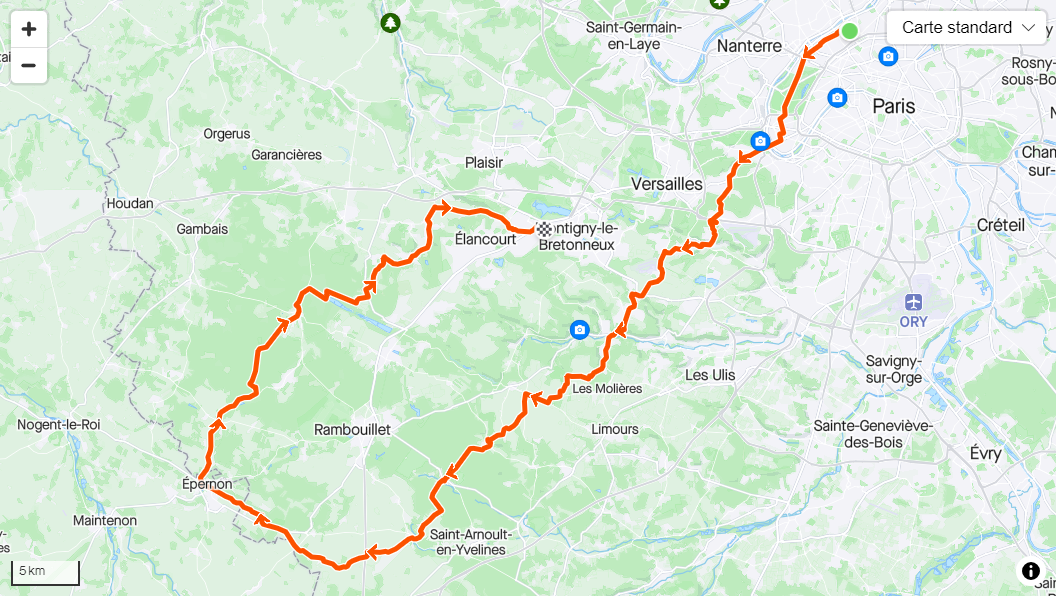 +
−
Saint-Germain-
en-Laye
Nanterre
Carte standard
Rosny-
sous-Bo
Paris
Orgerus
Garancières
Plaisir
Cham
sur-
Versailles
Houdan
Gambais
Élancourt
ontigny-le-
Bretonneux
Créteil
ORY
Savigny-
sur-Orge
Les Ulis
Les Molières
Nogent-le-Roi
Rambouillet
Limours
Sainte-Geneviève-
des-Bois
Évry
Épernon
Maintenon
Saint-Arnoult-
en-Yvelines
5 km